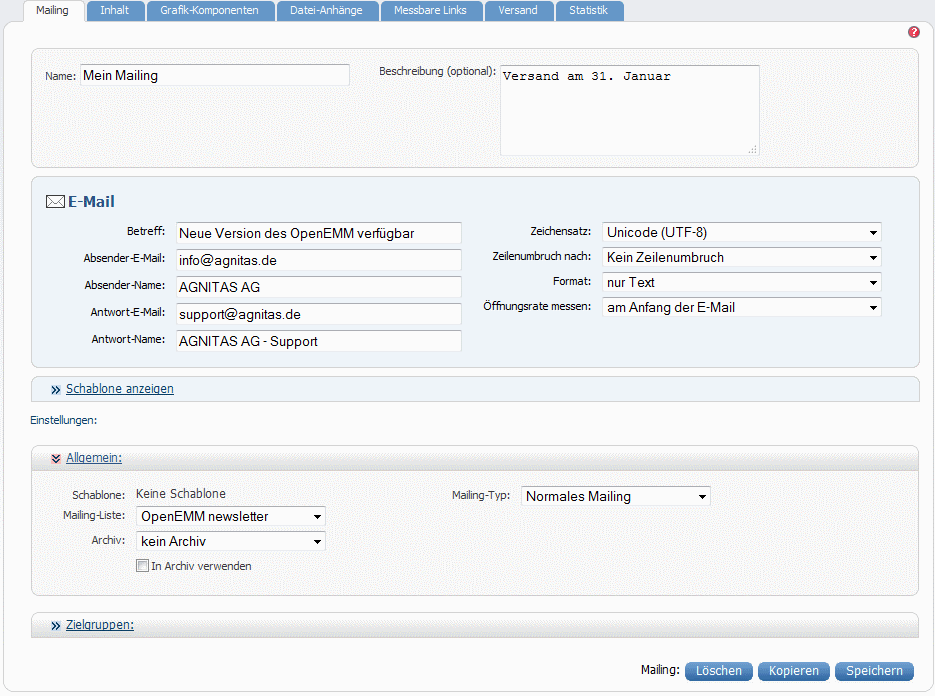 Mailing Inhalt Grafik-Komponenten Datei-Anhänge Messbare Links Versand Statistik
?
Name: Mein Mailing Beschreibung (optional): Versand am 31. Januar
E-Mail
Betreff: Neue Version des OpenEMM verfügbar Zeichensatz: Unicode (UTF-8)
Absender-E-Mail: info@agnitas.de Zeilenumbruch nach: Kein Zeilenumbruch
Absender-Name: AGNITAS AG Format: nur Text
Antwort-E-Mail: support@agnitas.de Öffnungsrate messen: am Anfang der E-Mail
Antwort-Name: AGNITAS AG - Support
Schablone anzeigen
Einstellungen:
Allgemein:
Schablone: Keine Schablone Mailing-Typ: Normales Mailing
Mailing-Liste: OpenEMM newsletter
Archiv: kein Archiv
In Archiv verwenden
Zielgruppen:
Mailing: Löschen Kopieren Speichern